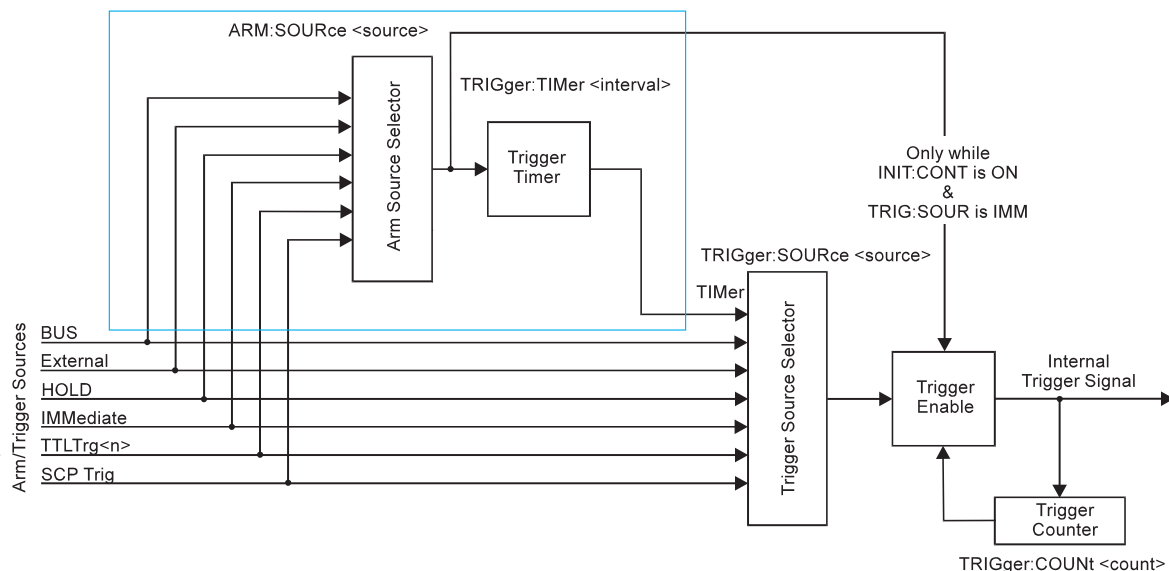 ARM:SOURce <source>
Arm Source Selector
TRIGger:TIMer <interval>
Trigger
Timer
Only while
INIT:CONT is ON
&
TRIG:SOUR is IMM
TRIGger:SOURce <source>
TIMer
Trigger Source Selector
Arm/Trigger Sources
BUS
External
HOLD
IMMediate
TTLTrg<n>
SCP Trig
Trigger
Enable
Internal
Trigger Signal
Trigger
Counter
TRIGger:COUNt <count>